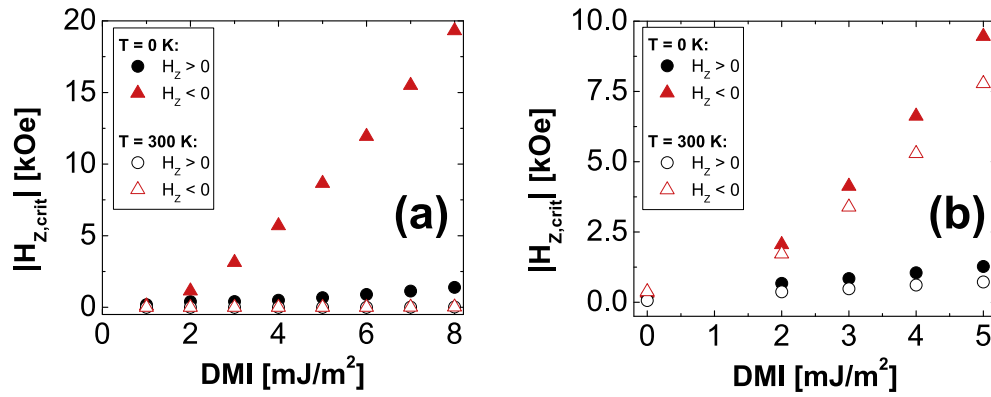 20
15
10
5
0
|H_Z,crit| [kOe]
T = 0 K:
H_Z > 0
H_Z < 0
T = 300 K:
H_Z > 0
H_Z < 0
(a)
0 2 4 6 8
DMI [mJ/m²]
10.0
7.5
5.0
2.5
0.0
|H_Z,crit| [kOe]
T = 0 K:
H_Z > 0
H_Z < 0
T = 300 K:
H_Z > 0
H_Z < 0
(b)
0 1 2 3 4 5
DMI [mJ/m²]